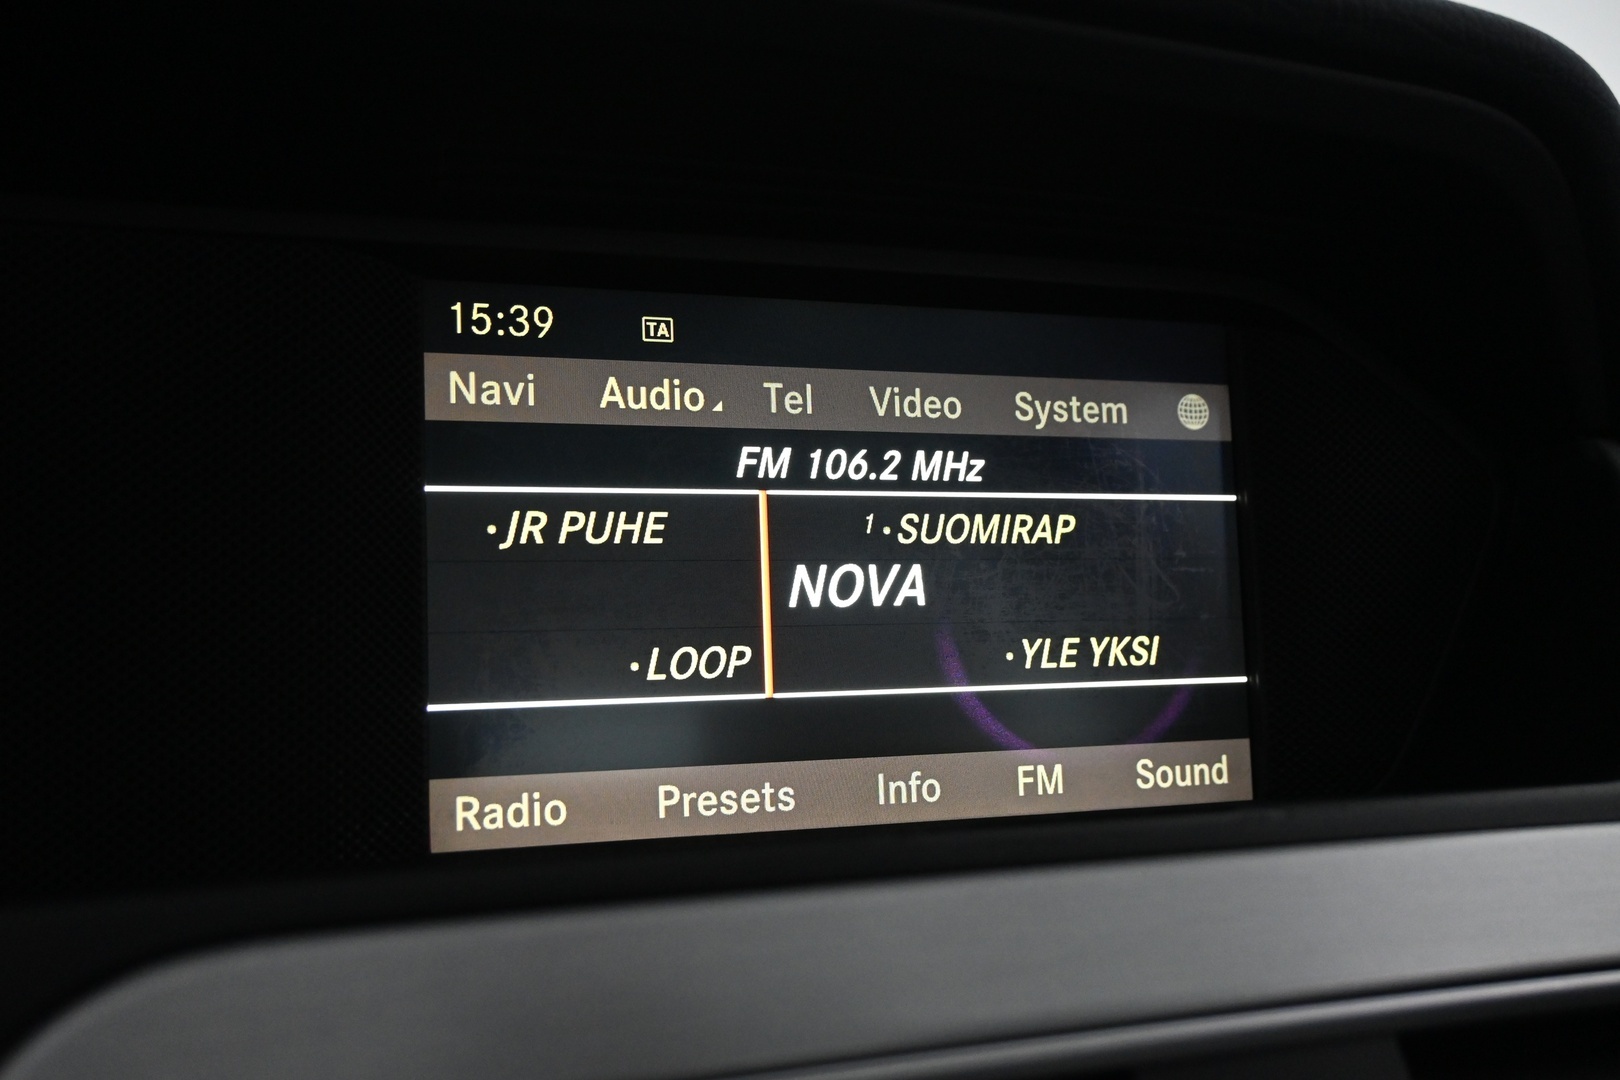 15:39 TA
Navi Audio Tel Video System
FM 106.2 MHz
•JR PUHE 1•SUOMIRAP
NOVA
•LOOP •YLE YKSI
Radio Presets Info FM Sound